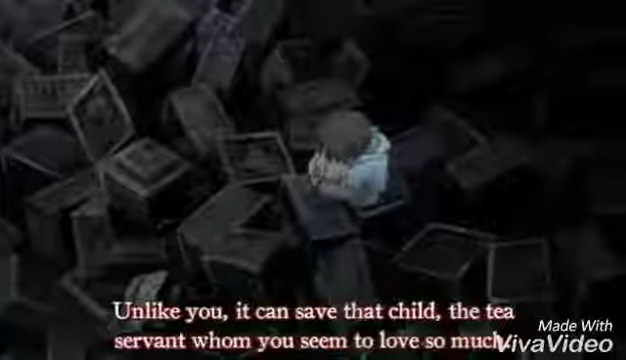 Unlike you, it can save that child, the tea
servant whom you seem to love so much.
Made With
VivaVideo